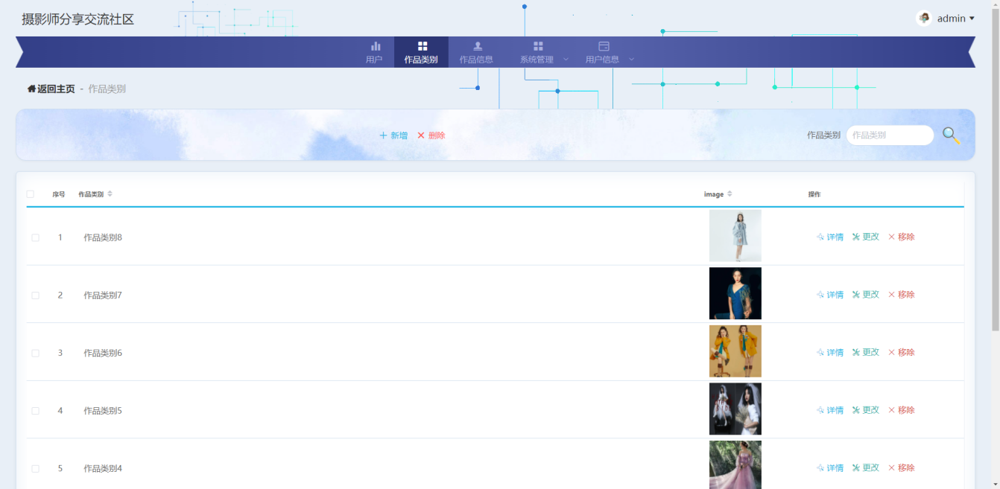 摄影师分享交流社区
admin
用户 作品类别 作品信息 系统管理 用户信息
返回主页 - 作品类别
新增 删除 作品类别 作品类别
序号 作品类别 image 操作
1 作品类别8 详情 更改 移除
2 作品类别7 详情 更改 移除
3 作品类别6 详情 更改 移除
4 作品类别5 详情 更改 移除
5 作品类别4 详情 更改 移除